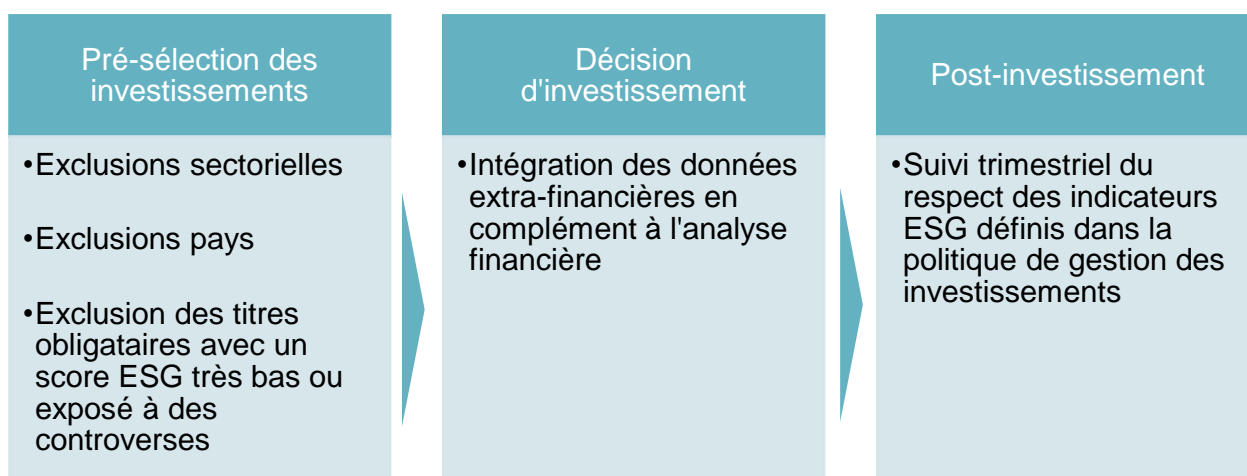 Pré-sélection des
investissements
•Exclusions sectorielles
•Exclusions pays
•Exclusion des titres
obligataires avec un
score ESG très bas ou
exposé à des
controverses
Décision
d'investissement
•Intégration des données
extra-financières en
complément à l'analyse
financière
Post-investissement
•Suivi trimestriel du
respect des indicateurs
ESG définis dans la
politique de gestion des
investissements